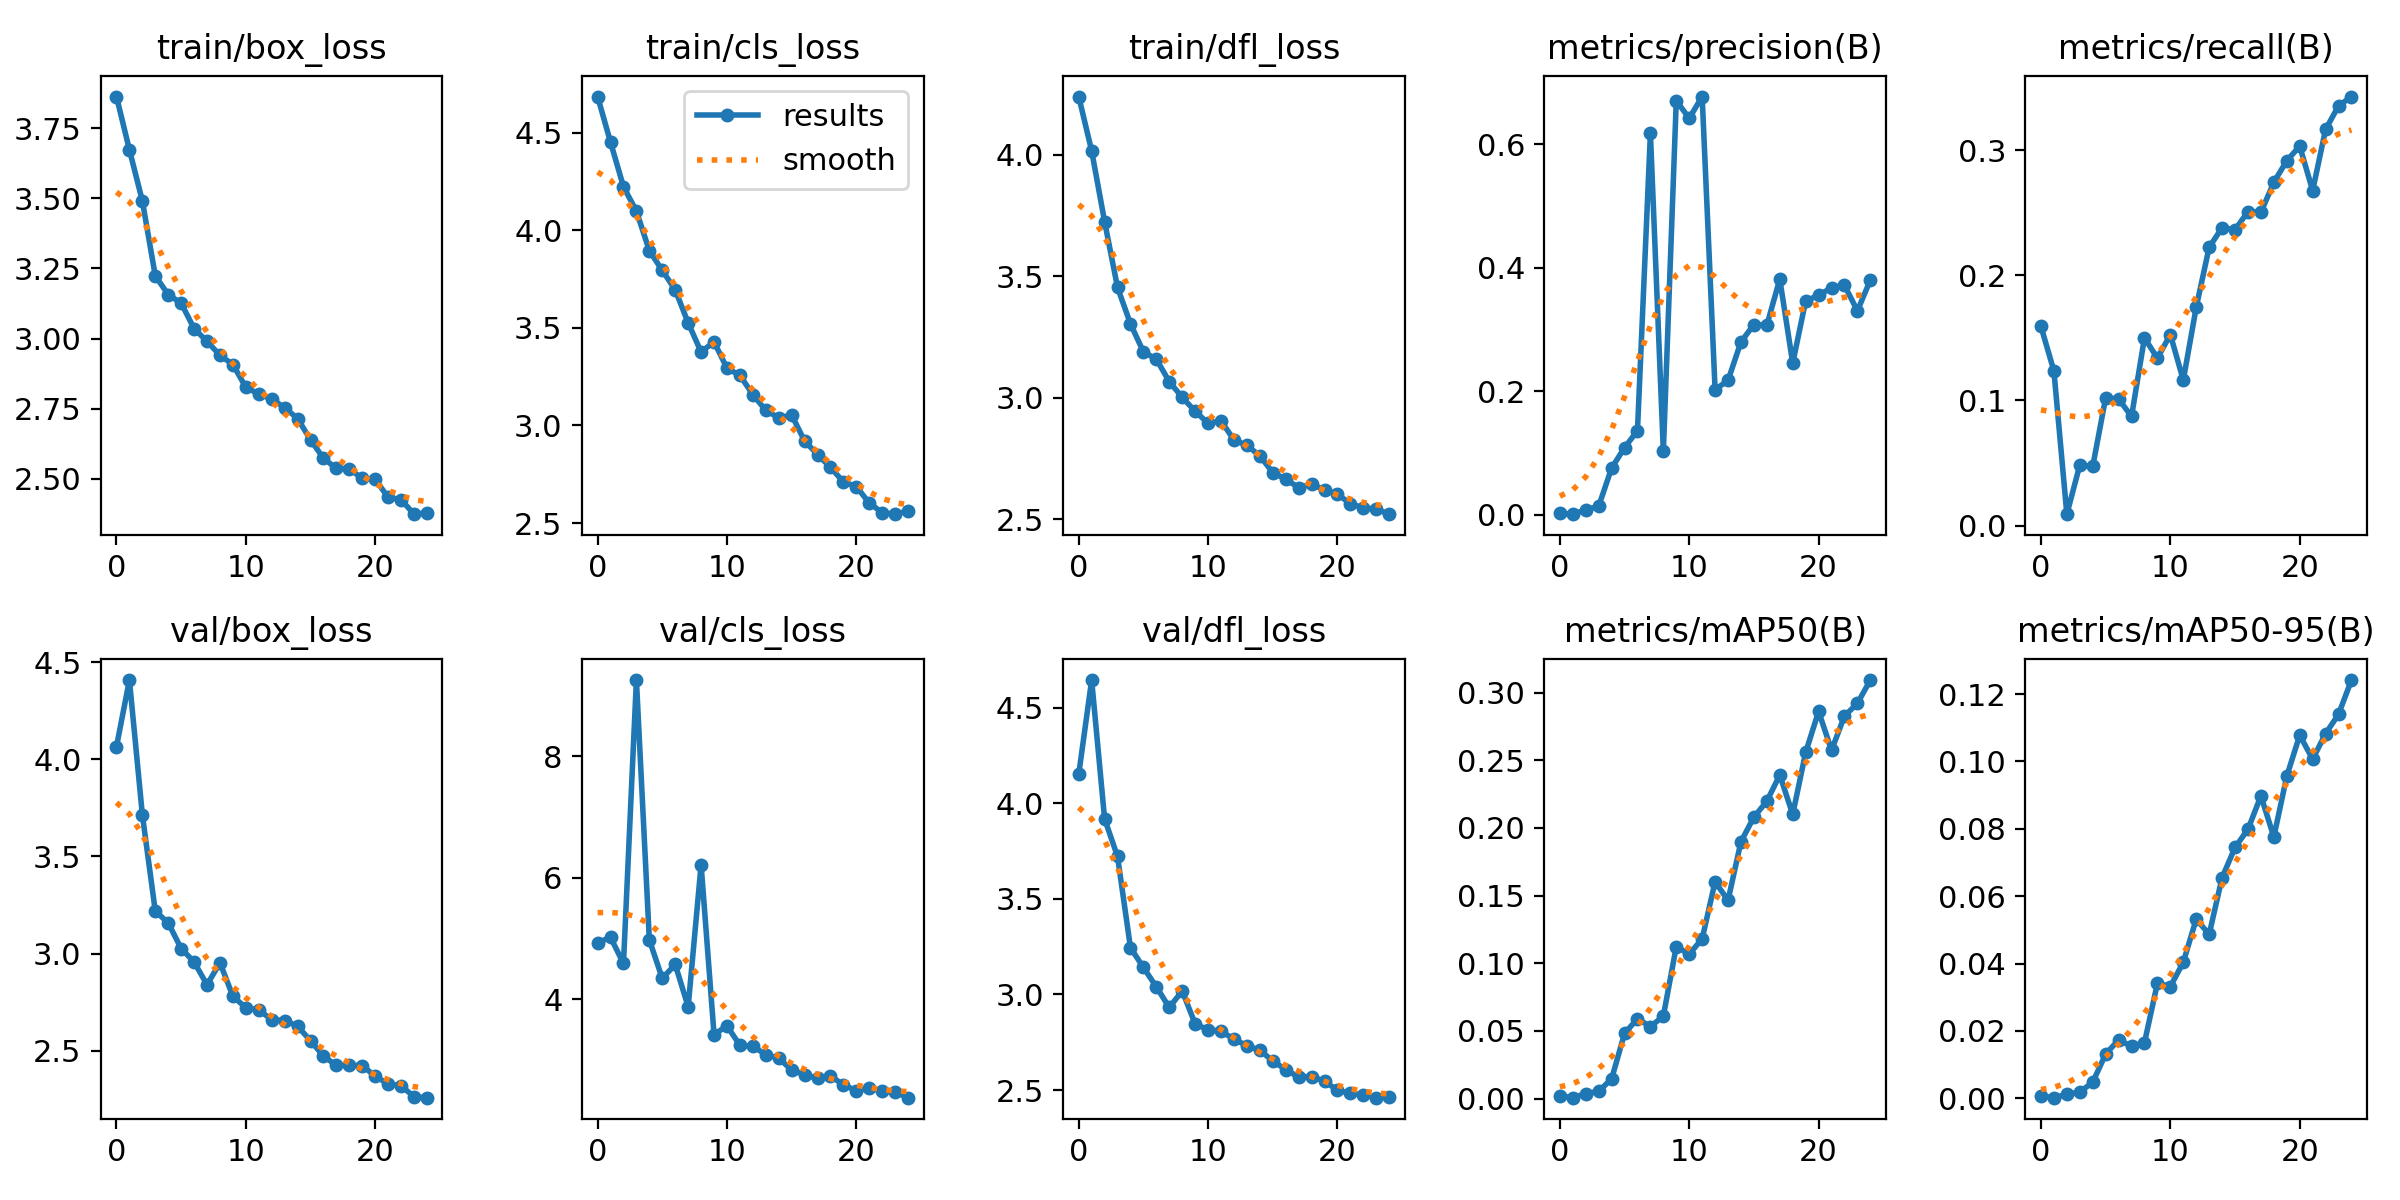 train/box_loss
3.75
3.50
3.25
3.00
2.75
2.50
0 10 20
train/cls_loss
results
smooth
4.5
4.0
3.5
3.0
2.5
0 10 20
train/dfl_loss
4.0
3.5
3.0
2.5
0 10 20
metrics/precision(B)
0.6
0.4
0.2
0.0
0 10 20
metrics/recall(B)
0.3
0.2
0.1
0.0
0 10 20
val/box_loss
4.5
4.0
3.5
3.0
2.5
0 10 20
val/cls_loss
8
6
4
0 10 20
val/dfl_loss
4.5
4.0
3.5
3.0
2.5
0 10 20
metrics/mAP50(B)
0.30
0.25
0.20
0.15
0.10
0.05
0.00
0 10 20
metrics/mAP50-95(B)
0.12
0.10
0.08
0.06
0.04
0.02
0.00
0 10 20